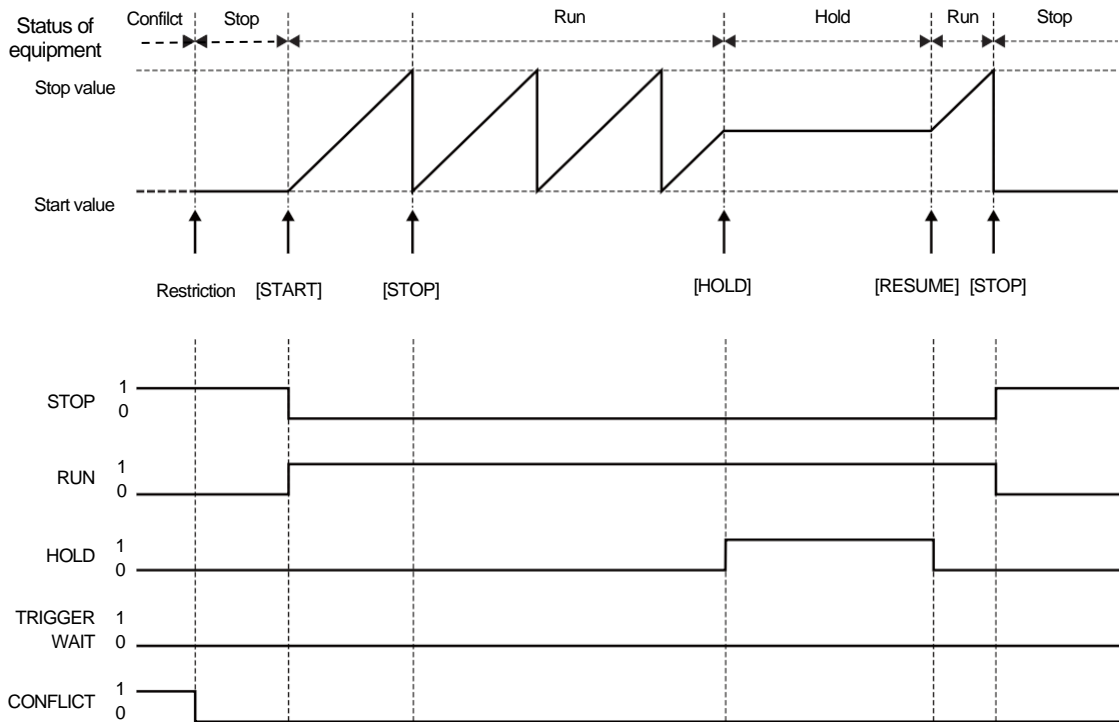 Status of
equipment
Confilct
Stop
Run
Hold
Run
Stop
Stop value
Start value
Restriction
[START]
[STOP]
[HOLD]
[RESUME]
[STOP]
STOP
1
0
RUN
1
0
HOLD
1
0
TRIGGER
WAIT
1
0
CONFLICT
1
0